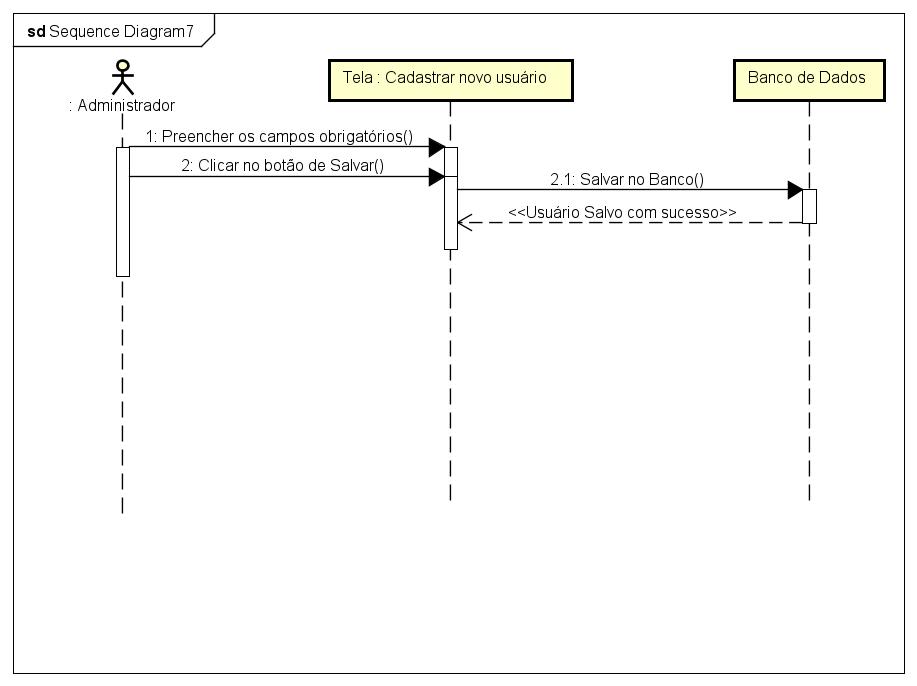 sd Sequence Diagram7
: Administrador
Tela : Cadastrar novo usuário
Banco de Dados
1: Preencher os campos obrigatórios()
2: Clicar no botão de Salvar()
2.1: Salvar no Banco()
<<Usuário Salvo com sucesso>>